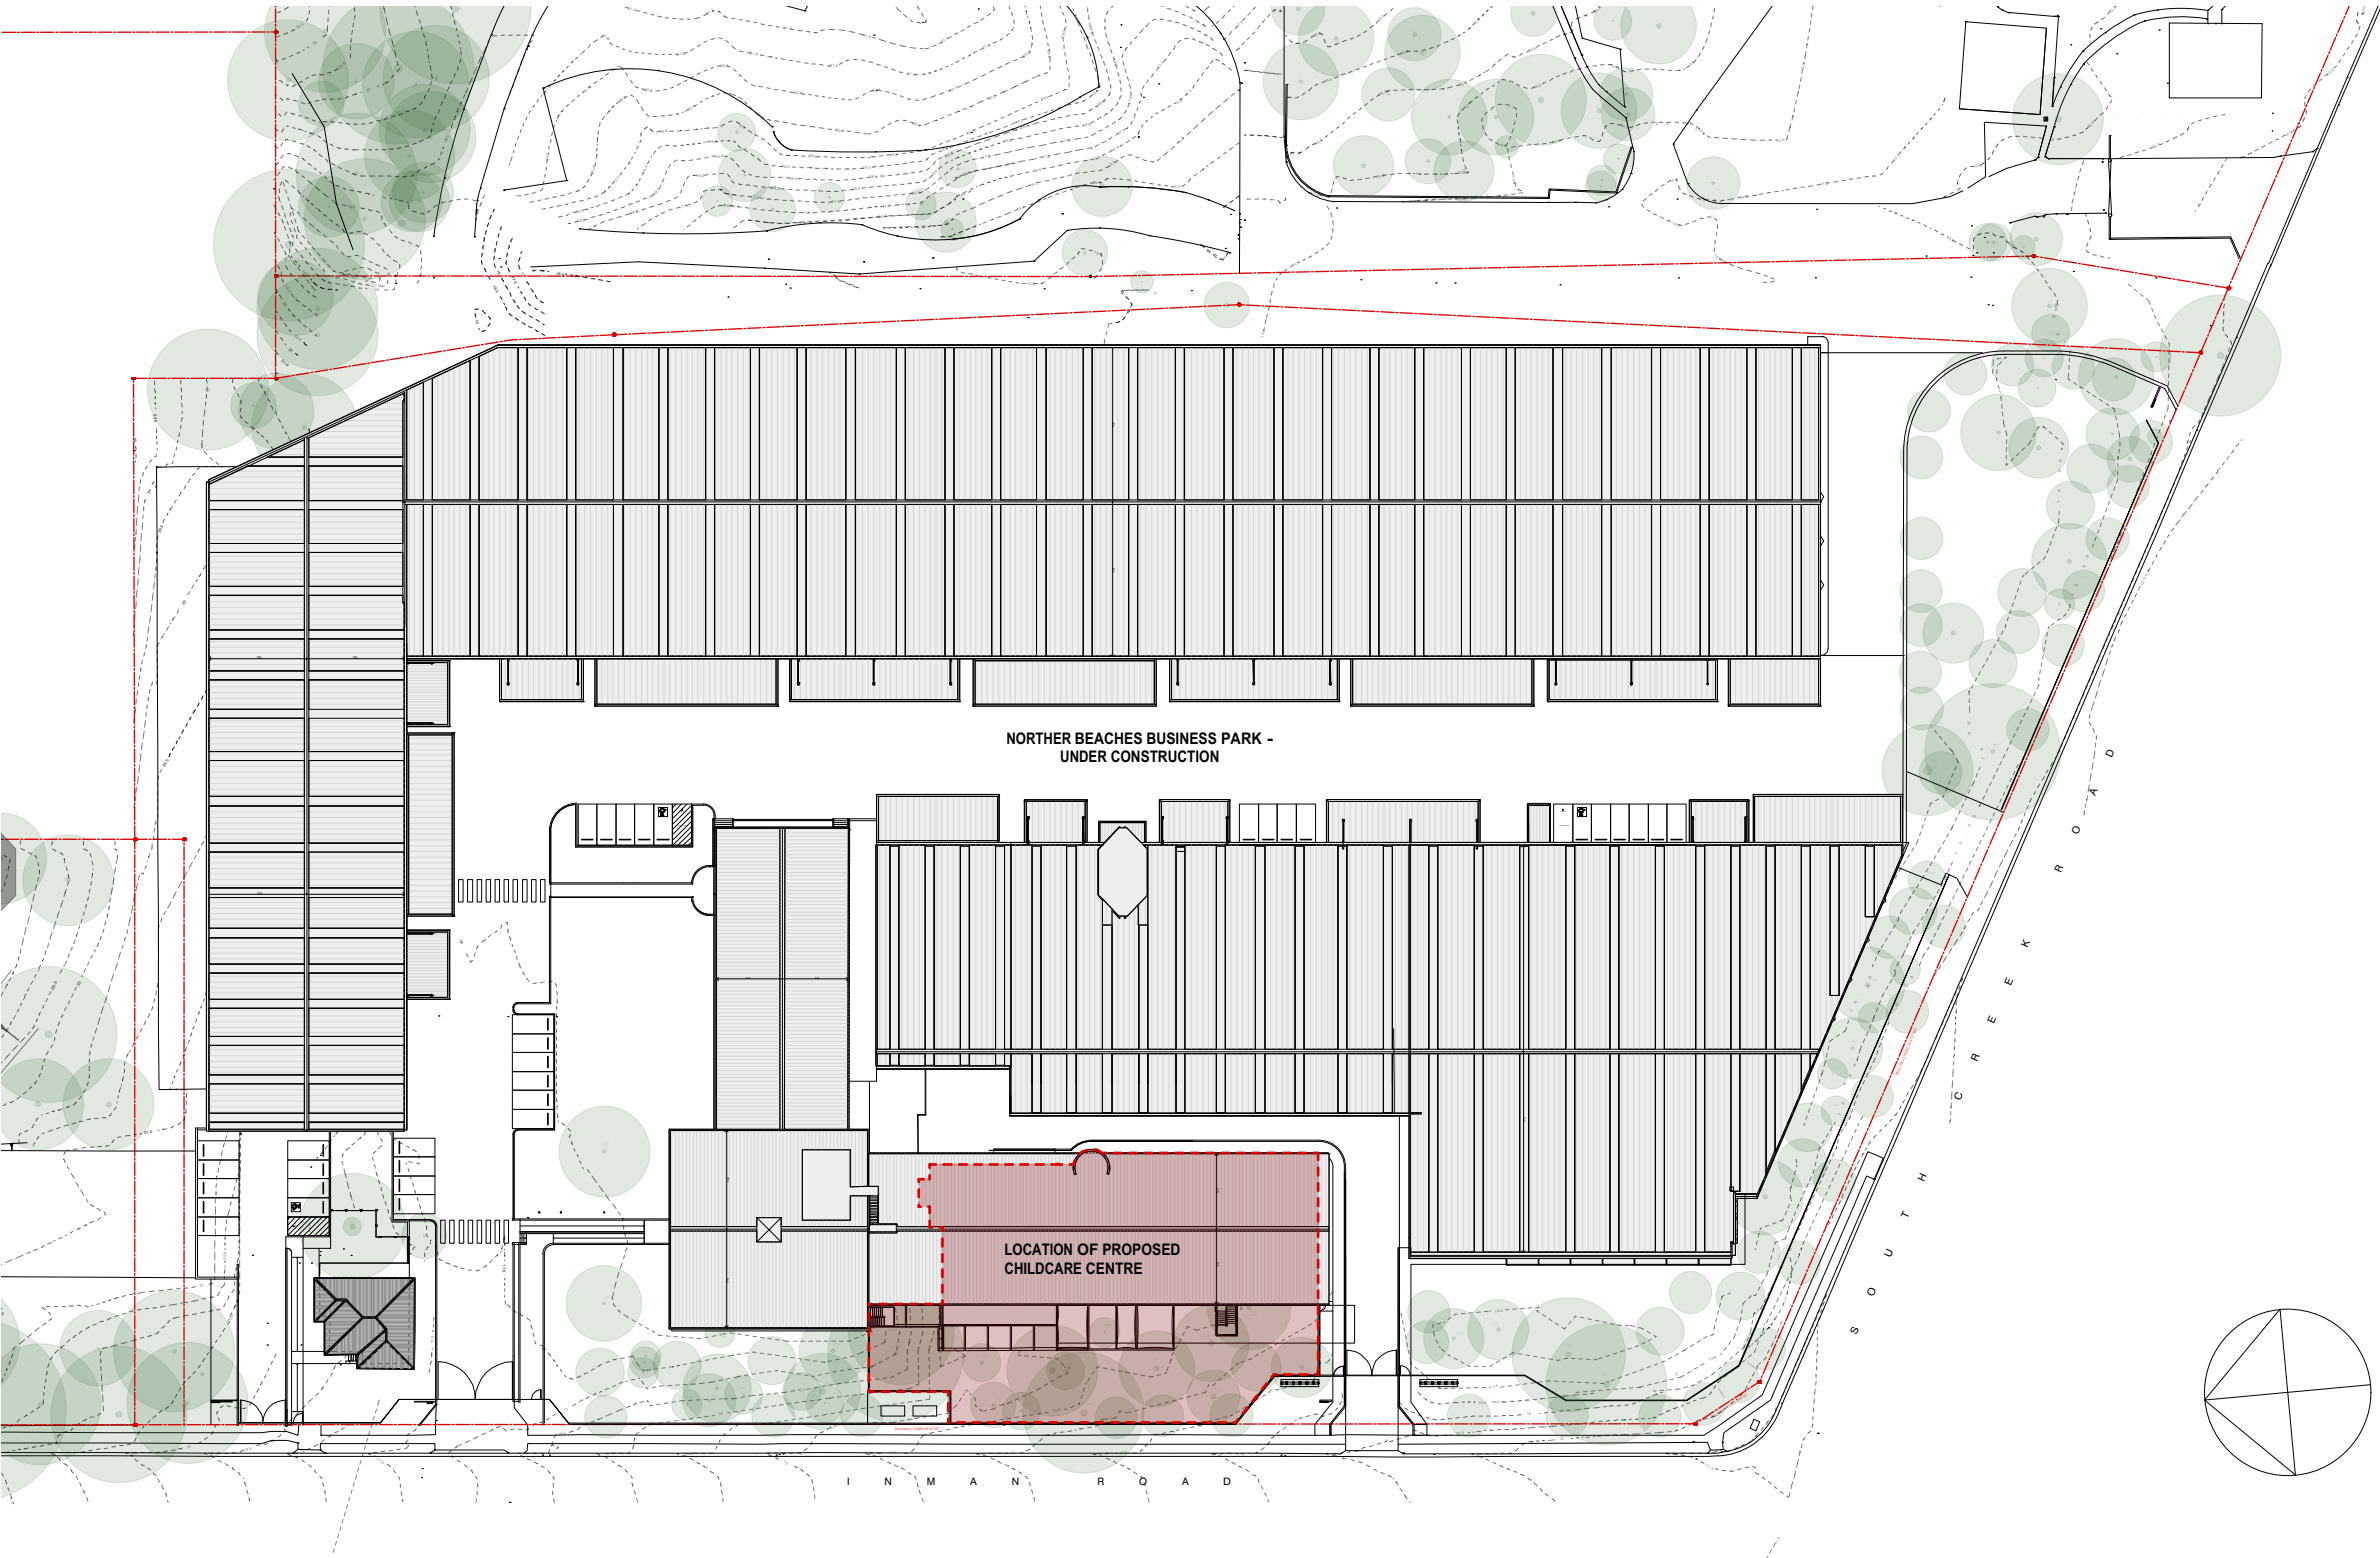 NORTHER BEACHES BUSINESS PARK -
UNDER CONSTRUCTION
LOCATION OF PROPOSED
CHILDCARE CENTRE
SOUTH CREEK ROAD
INMAN ROAD